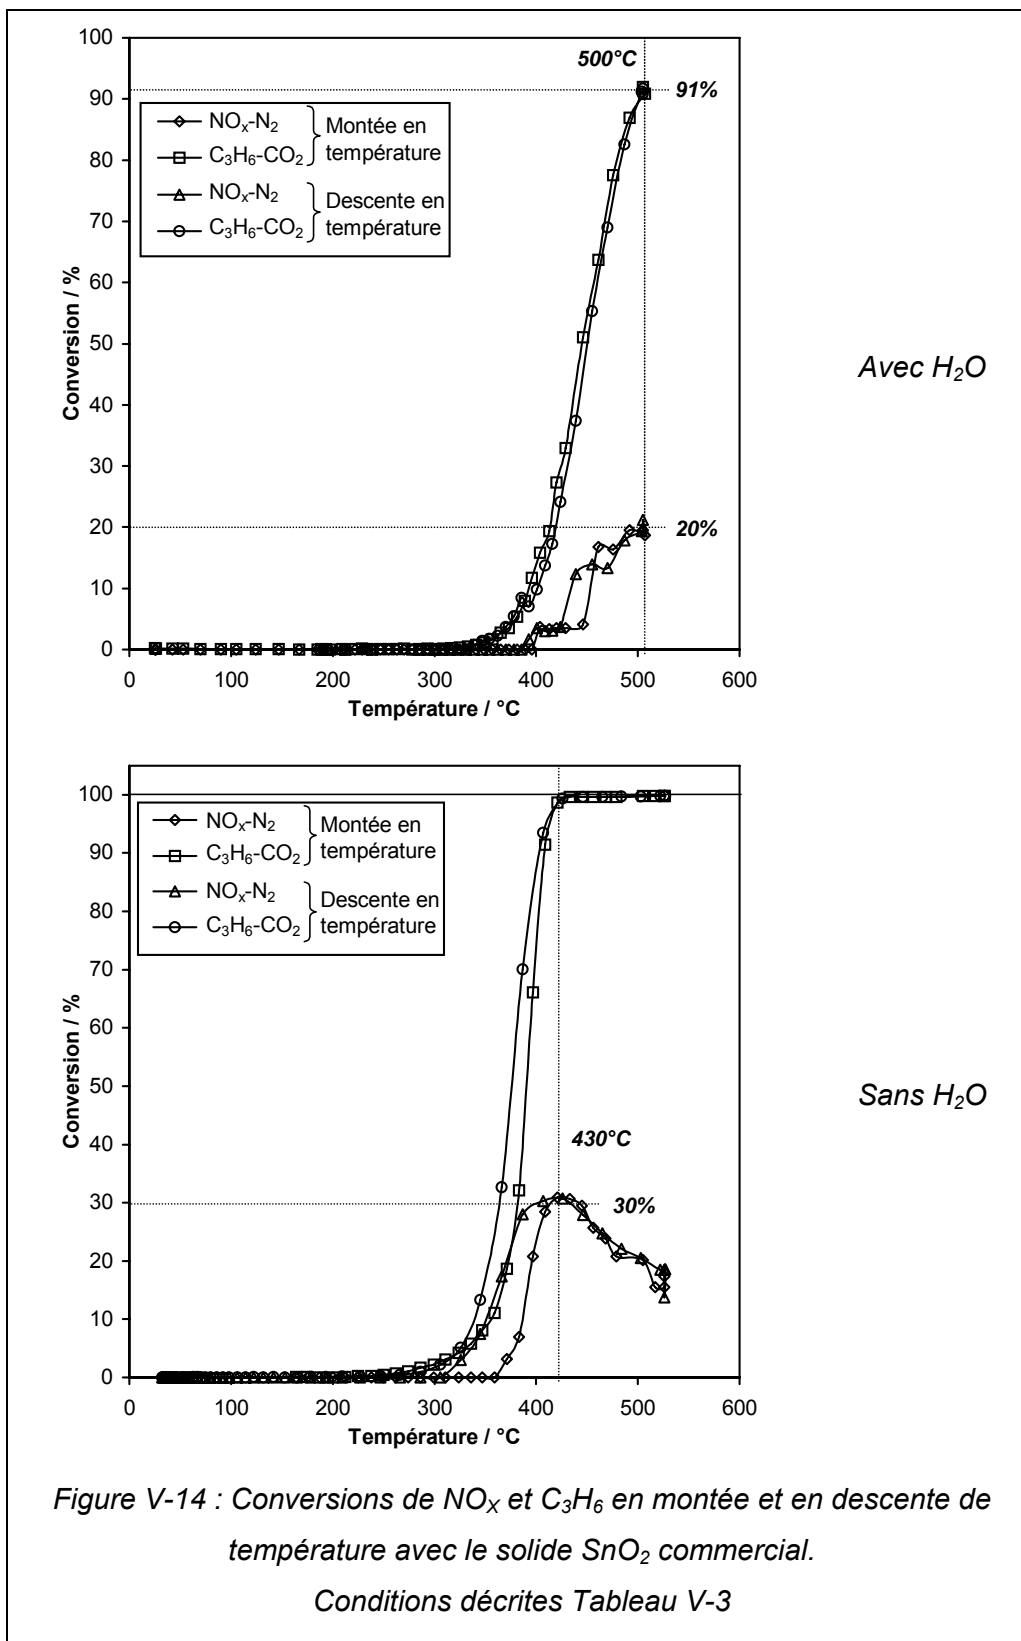 100
90
80
70
60
50
40
30
20
10
0
Conversion / %
500°C
91%
20%
NOₓ-N₂
C₃H₆-CO₂
Montée en
température
NOₓ-N₂
C₃H₆-CO₂
Descente en
température
0 100 200 300 400 500 600
Température / °C
Avec H₂O
100
90
80
70
60
50
40
30
20
10
0
Conversion / %
NOₓ-N₂
C₃H₆-CO₂
Montée en
température
NOₓ-N₂
C₃H₆-CO₂
Descente en
température
430°C
30%
0 100 200 300 400 500 600
Température / °C
Sans H₂O
Figure V-14 : Conversions de NOX et C₃H₆ en montée et en descente de
température avec le solide SnO₂ commercial.
Conditions décrites Tableau V-3